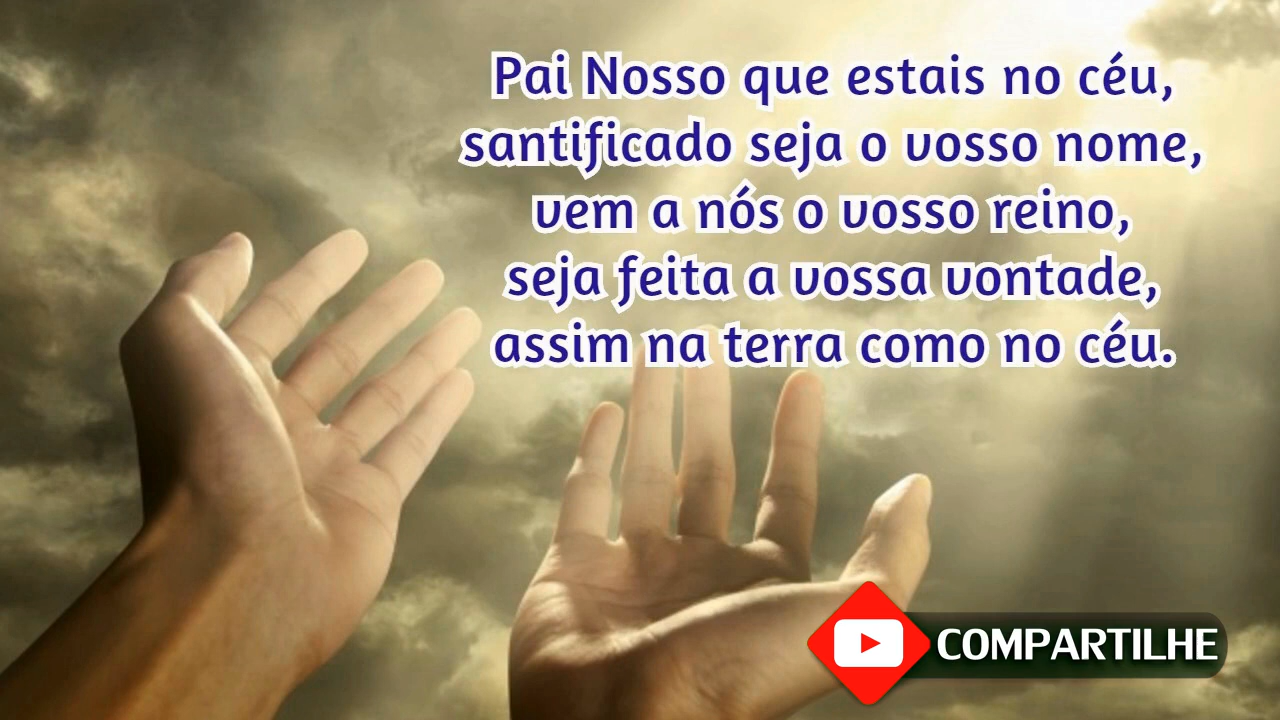 Pai Nosso que estais no céu,
santificado seja o vosso nome,
vem a nós o vosso reino,
seja feita a vossa vontade,
assim na terra como no céu.
COMPARTILHE